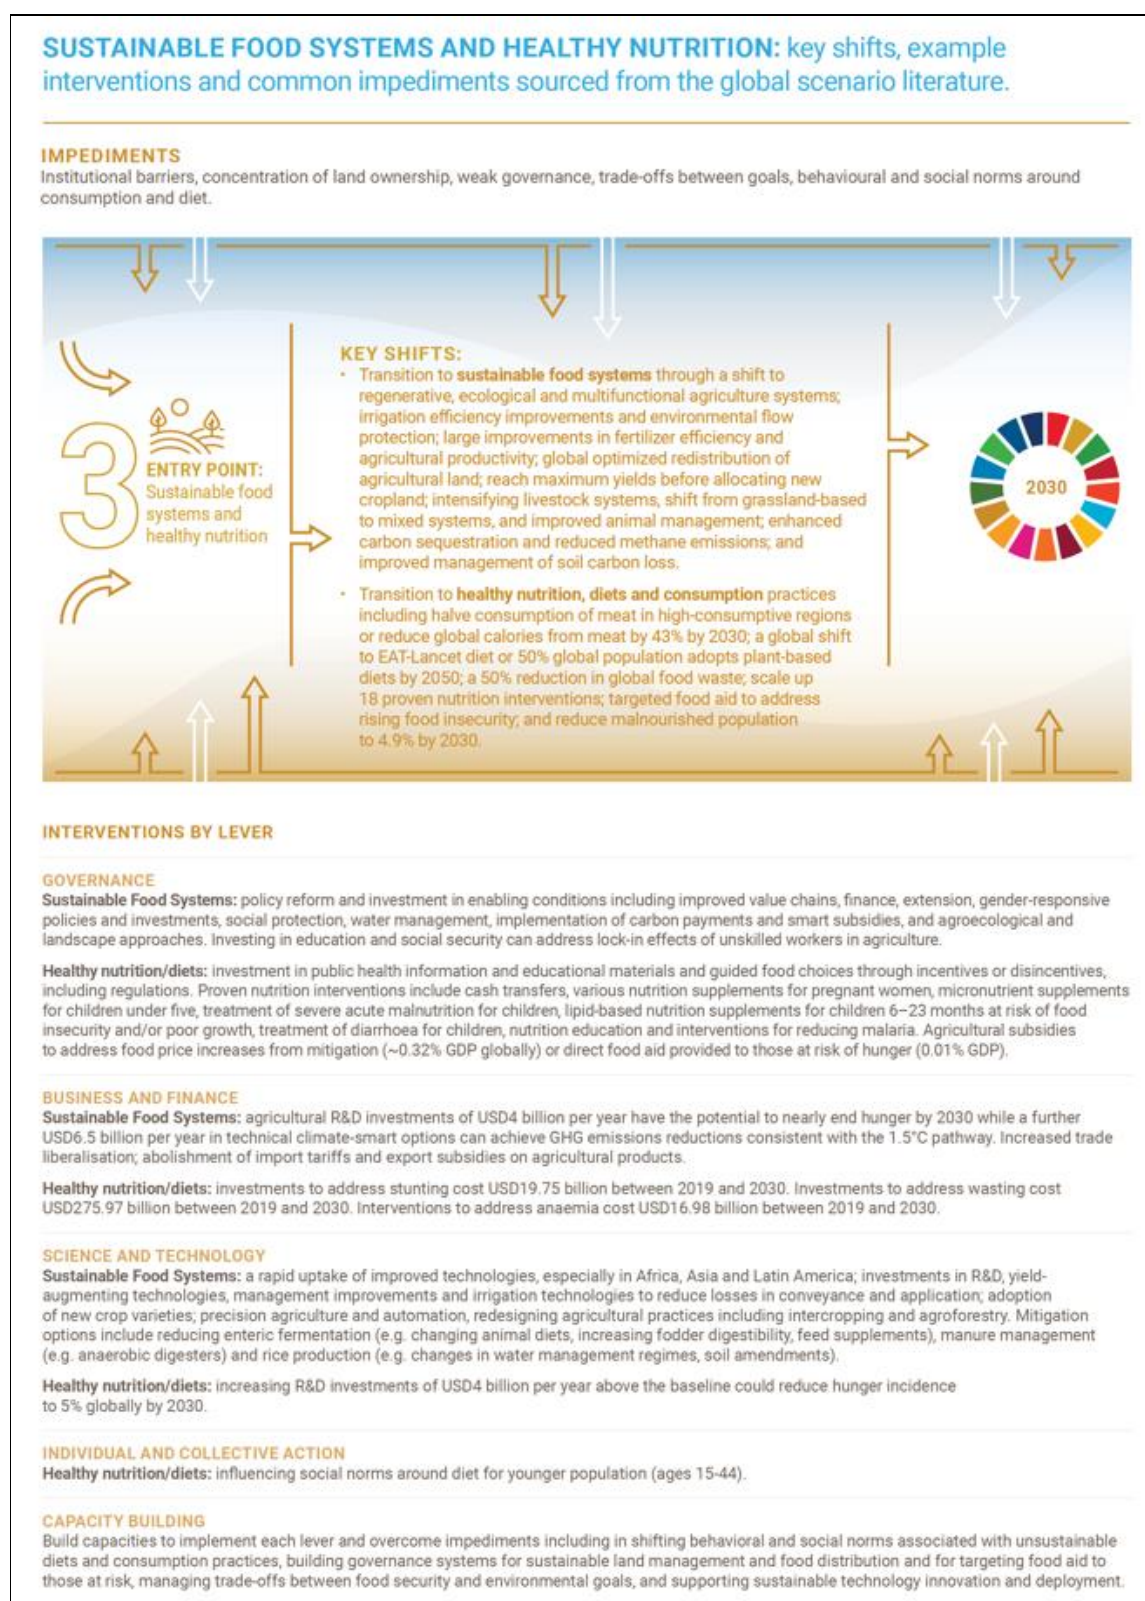 SUSTAINABLE FOOD SYSTEMS AND HEALTHY NUTRITION: key shifts, example
interventions and common impediments sourced from the global scenario literature.
IMPEDIMENTS
Institutional barriers, concentration of land ownership, weak governance, trade-offs between goals, behavioural and social norms around
consumption and diet.
3
ENTRY POINT:
Sustainable food
systems and
healthy nutrition
KEY SHIFTS:
• Transition to sustainable food systems through a shift to
regenerative, ecological and multifunctional agriculture systems;
irrigation efficiency improvements and environmental flow
protection; large improvements in fertilizer efficiency and
agricultural productivity; global optimized redistribution of
agricultural land; reach maximum yields before allocating new
cropland; intensifying livestock systems, shift from grassland-based
to mixed systems, and improved animal management; enhanced
carbon sequestration and reduced methane emissions; and
improved management of soil carbon loss.
• Transition to healthy nutrition, diets and consumption practices
including halve consumption of meat in high-consumptive regions
or reduce global calories from meat by 43% by 2030; a global shift
to EAT-Lancet diet or 50% global population adopts plant-based
diets by 2050; a 50% reduction in global food waste; scale up
18 proven nutrition interventions; targeted food aid to address
rising food insecurity; and reduce malnourished population
to 4.9% by 2030.
2030
INTERVENTIONS BY LEVER
GOVERNANCE
Sustainable Food Systems: policy reform and investment in enabling conditions including improved value chains, finance, extension, gender-responsive
policies and investments, social protection, water management, implementation of carbon payments and smart subsidies, and agroecological and
landscape approaches. Investing in education and social security can address lock-in effects of unskilled workers in agriculture.
Healthy nutrition/diets: investment in public health information and educational materials and guided food choices through incentives or disincentives,
including regulations. Proven nutrition interventions include cash transfers, various nutrition supplements for pregnant women, micronutrient supplements
for children under five, treatment of severe acute malnutrition for children, lipid-based nutrition supplements for children 6–23 months at risk of food
insecurity and/or poor growth, treatment of diarrhoea for children, nutrition education and interventions for reducing malaria. Agricultural subsidies
to address food price increases from mitigation (~0.32% GDP globally) or direct food aid provided to those at risk of hunger (0.01% GDP).
BUSINESS AND FINANCE
Sustainable Food Systems: agricultural R&D investments of USD4 billion per year have the potential to nearly end hunger by 2030 while a further
USD6.5 billion per year in technical climate-smart options can achieve GHG emissions reductions consistent with the 1.5°C pathway. Increased trade
liberalisation; abolishment of import tariffs and export subsidies on agricultural products.
Healthy nutrition/diets: investments to address stunting cost USD19.75 billion between 2019 and 2030. Investments to address wasting cost
USD275.97 billion between 2019 and 2030. Interventions to address anaemia cost USD16.98 billion between 2019 and 2030.
SCIENCE AND TECHNOLOGY
Sustainable Food Systems: a rapid uptake of improved technologies, especially in Africa, Asia and Latin America; investments in R&D, yield-
augmenting technologies, management improvements and irrigation technologies to reduce losses in conveyance and application; adoption
of new crop varieties; precision agriculture and automation, redesigning agricultural practices including intercropping and agroforestry. Mitigation
options include reducing enteric fermentation (e.g. changing animal diets, increasing fodder digestibility, feed supplements), manure management
(e.g. anaerobic digesters) and rice production (e.g. changes in water management regimes, soil amendments).
Healthy nutrition/diets: increasing R&D investments of USD4 billion per year above the baseline could reduce hunger incidence
to 5% globally by 2030.
INDIVIDUAL AND COLLECTIVE ACTION
Healthy nutrition/diets: influencing social norms around diet for younger population (ages 15-44).
CAPACITY BUILDING
Build capacities to implement each lever and overcome impediments including in shifting behavioral and social norms associated with unsustainable
diets and consumption practices, building governance systems for sustainable land management and food distribution and for targeting food aid to
those at risk, managing trade-offs between food security and environmental goals, and supporting sustainable technology innovation and deployment.